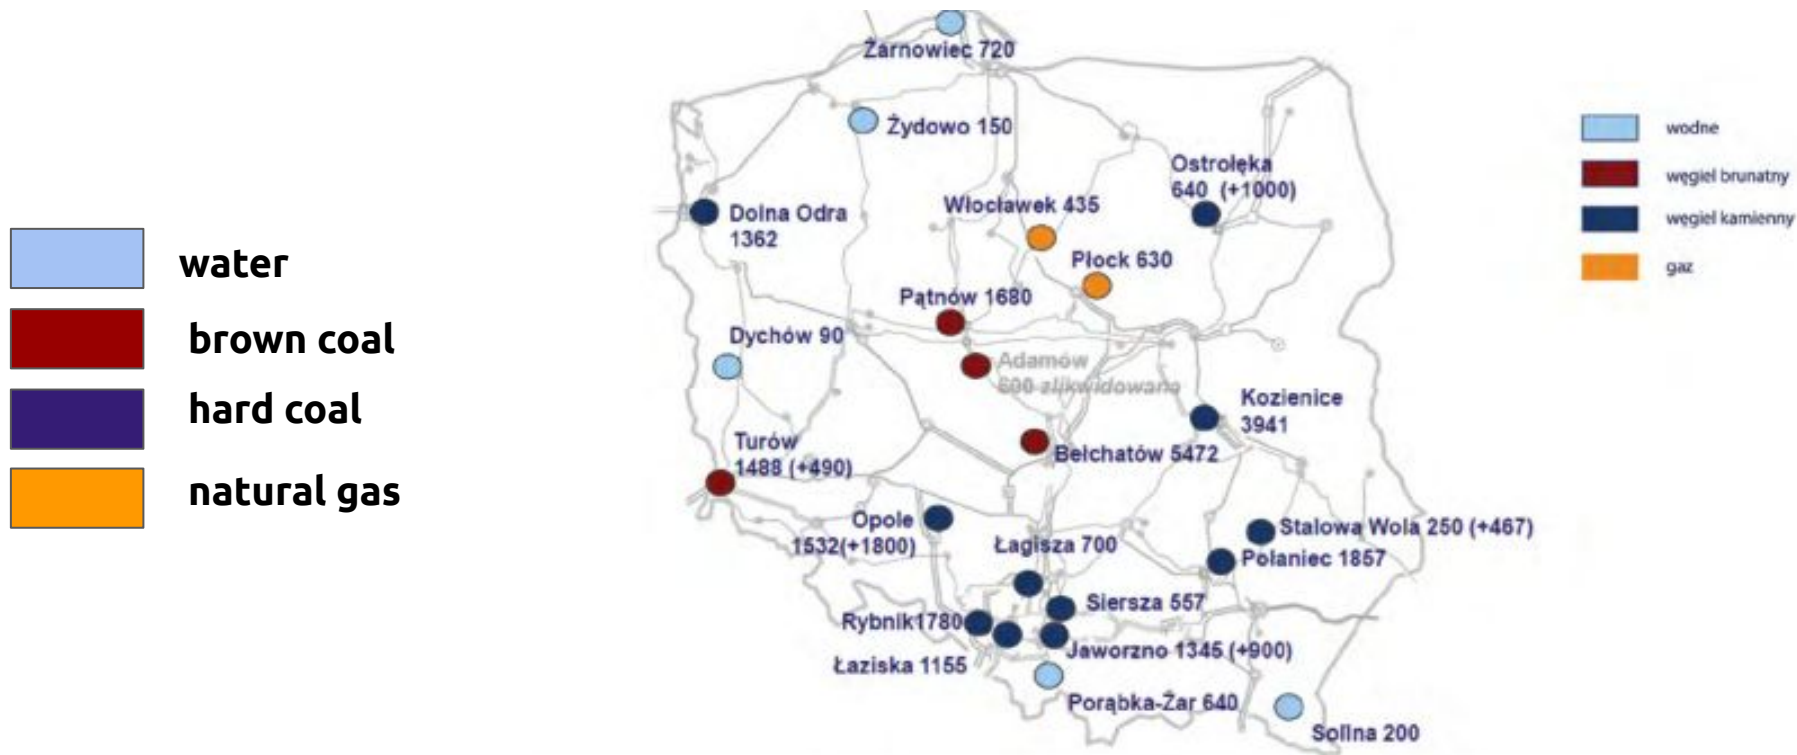 water
brown coal
hard coal
natural gas
Żarnowiec 720
Żydowo 150
Ostrołęka
640 (+1000)
Włocławek 435
Dolna Odra
1362
Płock 630
Pątnów 1680
Dychów 90
Adamów
600 zlikwidowana
Kozienice
3941
Turów
1488 (+490)
Bełchatów 5472
Opole
1532(+1800)
Łagisza 700
Stalowa Wola 250 (+467)
Połaniec 1857
Siersza 557
Rybnik1780
Jaworzno 1345 (+900)
Łaziska 1155
Porąbka-Żar 640
Solina 200
wodne
węgiel brunatny
węgiel kamienny
gaz